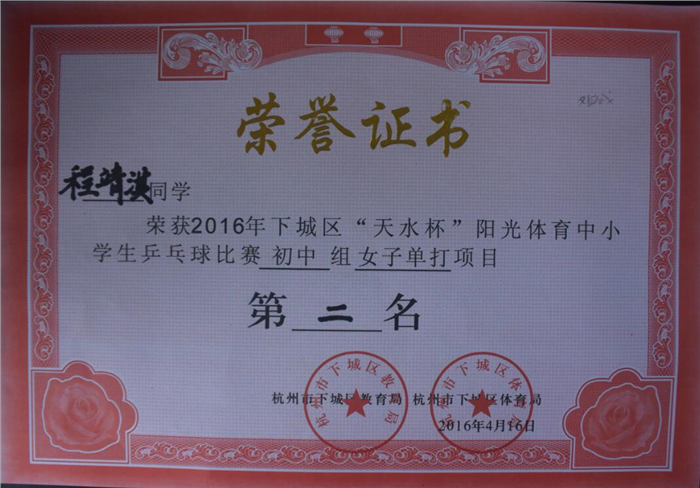 荣誉证书
程靖淇同学
荣获2016年下城区“天水杯”阳光体育中小
学生乒乓球比赛 初中 组 女子单打 项目
第 二 名
杭州市下城区教育局 杭州市下城区体育局
2016年4月16日